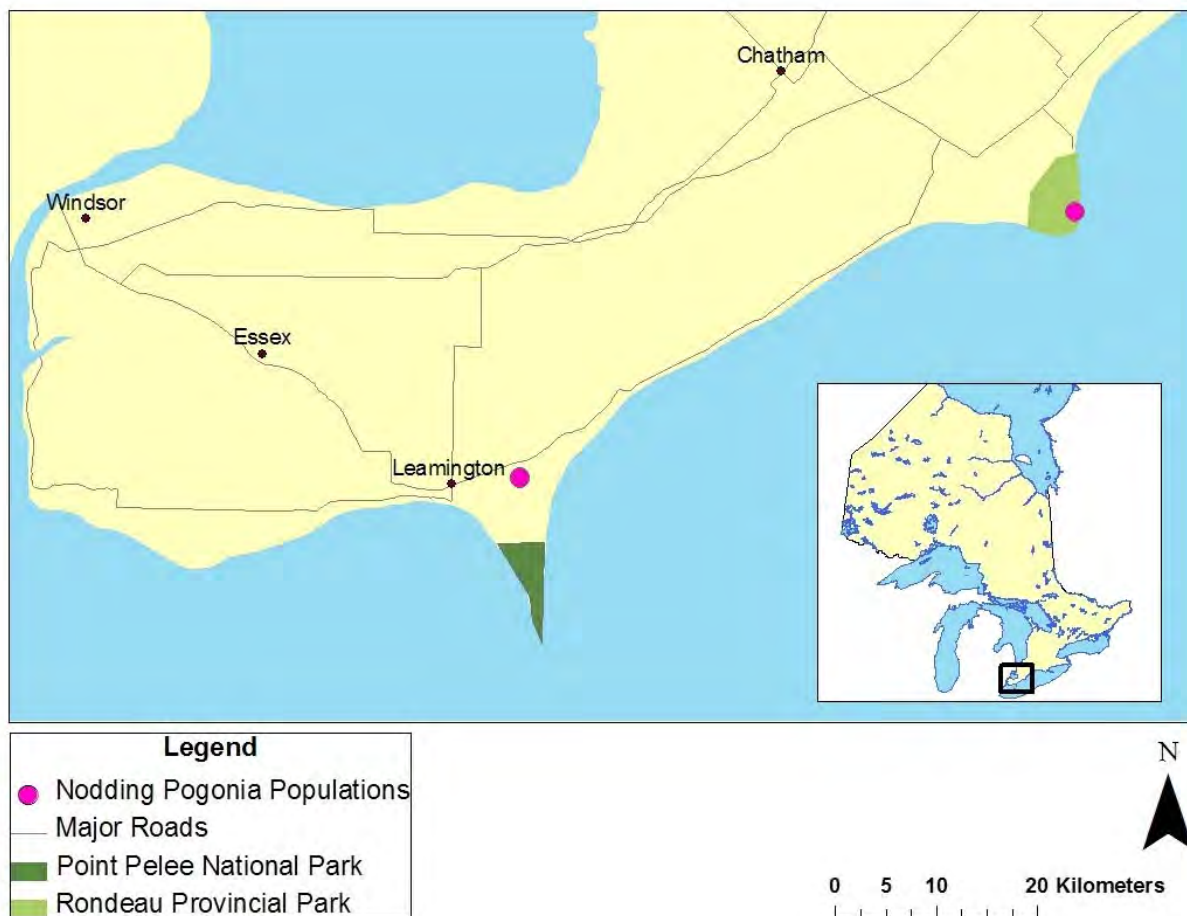 Chatham
Windsor
Essex
Leamington
Legend
Nodding Pogonia Populations
Major Roads
Point Pelee National Park
Rondeau Provincial Park
N
0 5 10 20 Kilometers